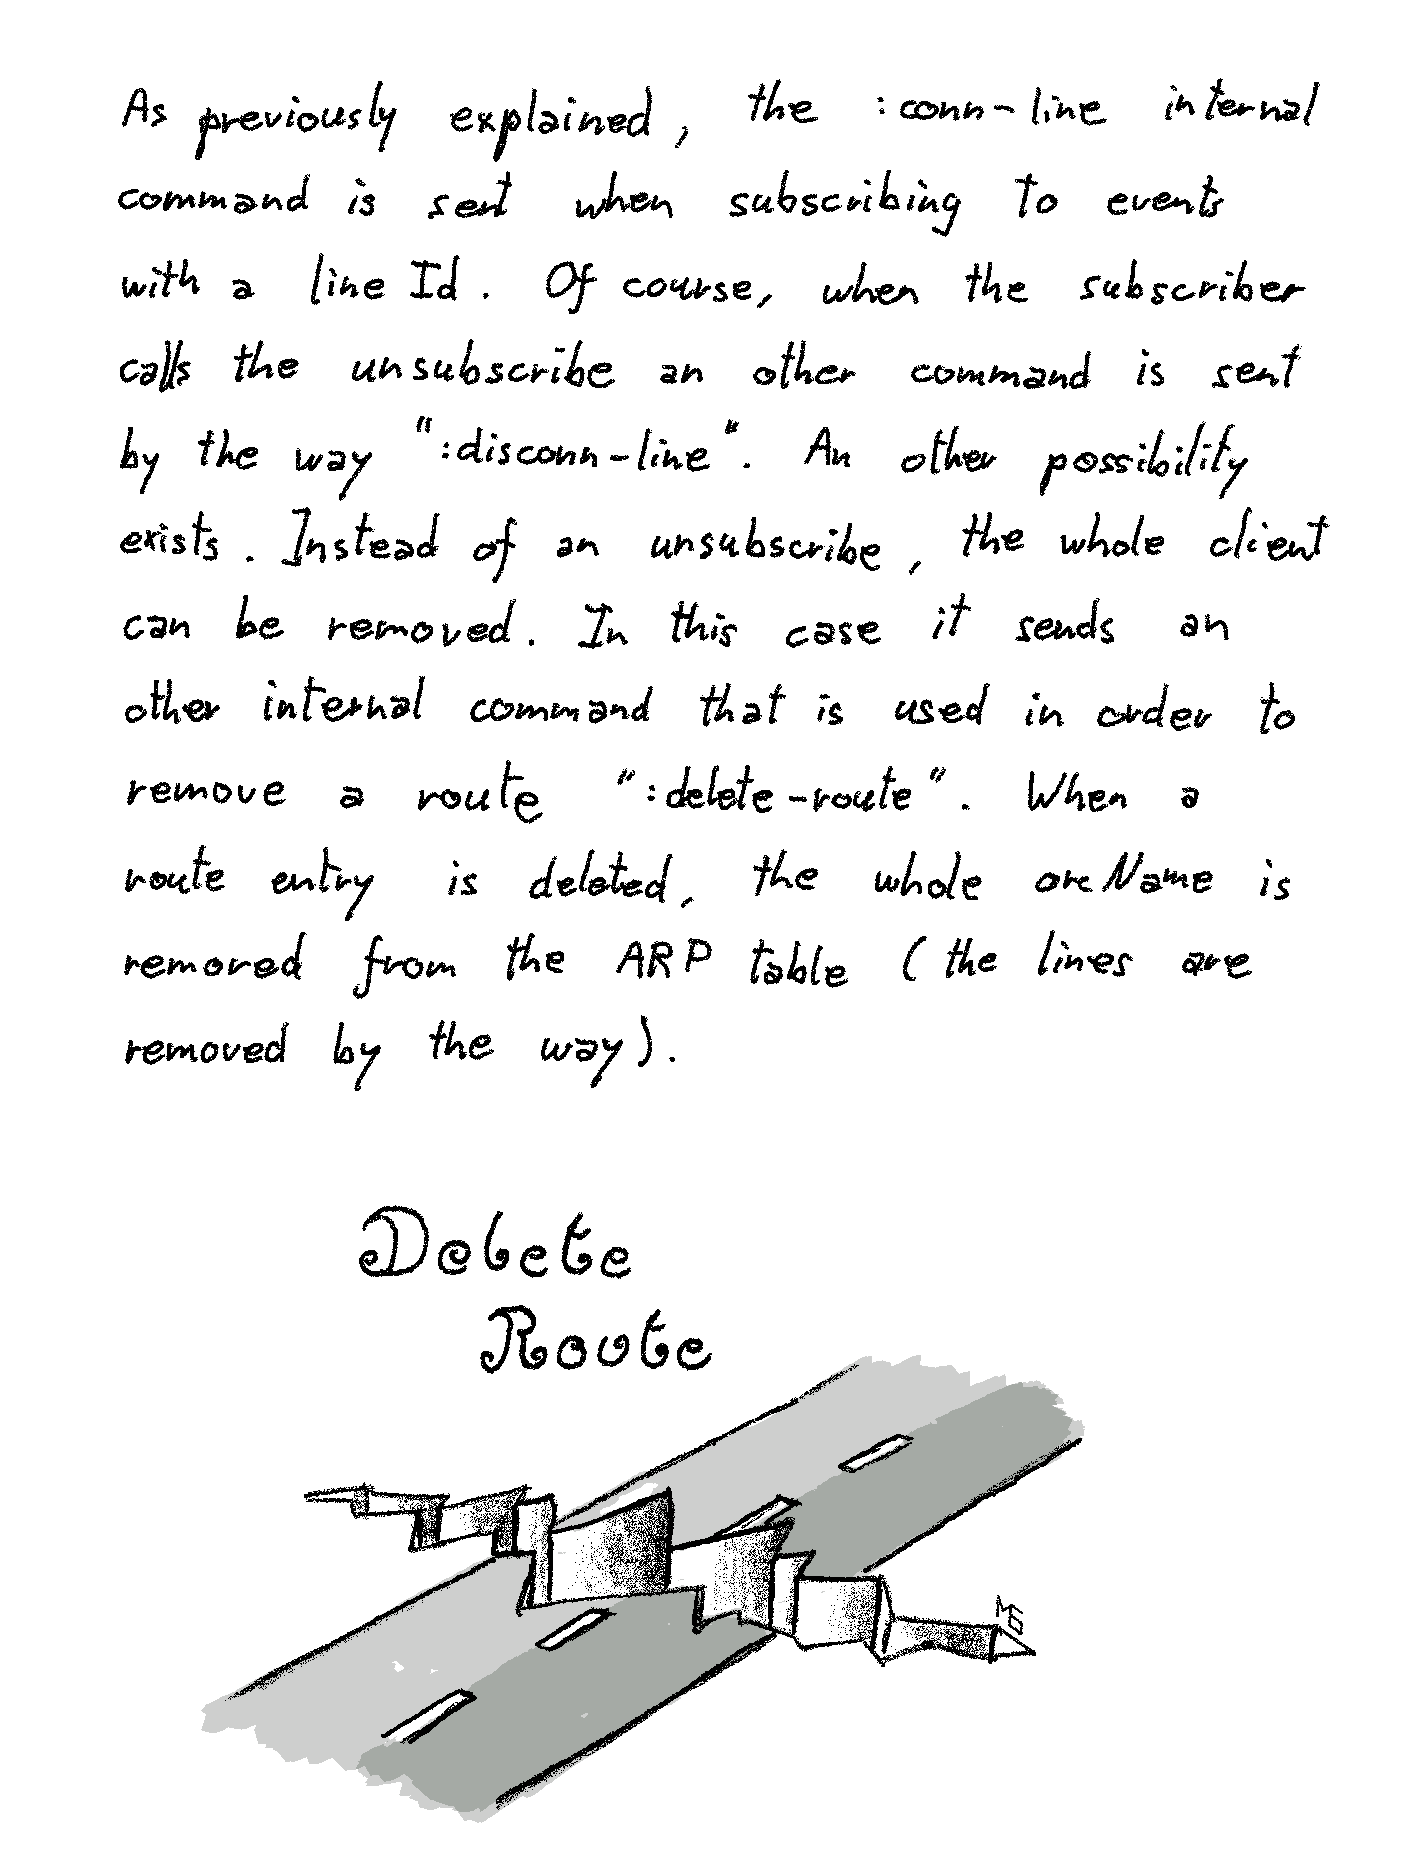 As previously explained, the :conn-line internal
command is sent when subscribing to events
with a line Id. Of course, when the subscriber
calls the unsubscribe an other command is sent
by the way ":disconn-line". An other possibility
exists. Instead of an unsubscribe, the whole client
can be removed. In this case it sends an
other internal command that is used in order to
remove a route ":delete-route". When a
route entry is deleted, the whole orcName is
removed from the ARP table (the lines are
removed by the way).
Delete
Route
MG